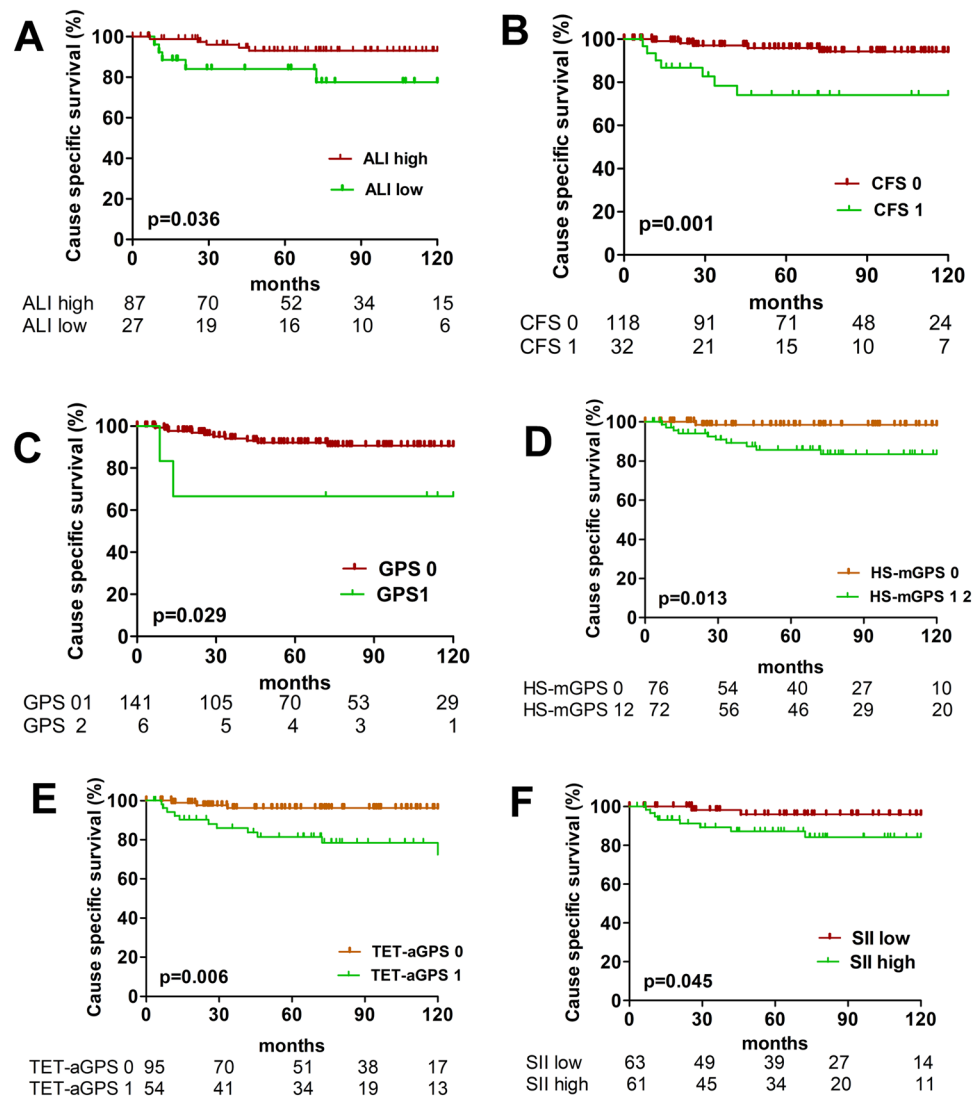 A
Cause specific survival (%)
100
80
60
40
20
0
ALI high
ALI low
p=0.036
0 30 60 90 120
months
ALI high 87 70 52 34 15
ALI low 27 19 16 10 6
B
Cause specific survival (%)
100
80
60
40
20
0
CFS 0
CFS 1
p=0.001
0 30 60 90 120
months
CFS 0 118 91 71 48 24
CFS 1 32 21 15 10 7
C
Cause specific survival (%)
100
80
60
40
20
0
GPS 0
GPS1
p=0.029
0 30 60 90 120
months
GPS 01 141 105 70 53 29
GPS 2 6 5 4 3 1
D
Cause specific survival (%)
100
80
60
40
20
0
HS-mGPS 0
HS-mGPS 1 2
p=0.013
0 30 60 90 120
months
HS-mGPS 0 76 54 40 27 10
HS-mGPS 12 72 56 46 29 20
E
Cause specific survival (%)
100
80
60
40
20
0
TET-aGPS 0
TET-aGPS 1
p=0.006
0 30 60 90 120
months
TET-aGPS 0 95 70 51 38 17
TET-aGPS 1 54 41 34 19 13
F
Cause specific survival (%)
100
80
60
40
20
0
SII low
SII high
p=0.045
0 30 60 90 120
months
SII low 63 49 39 27 14
SII high 61 45 34 20 11